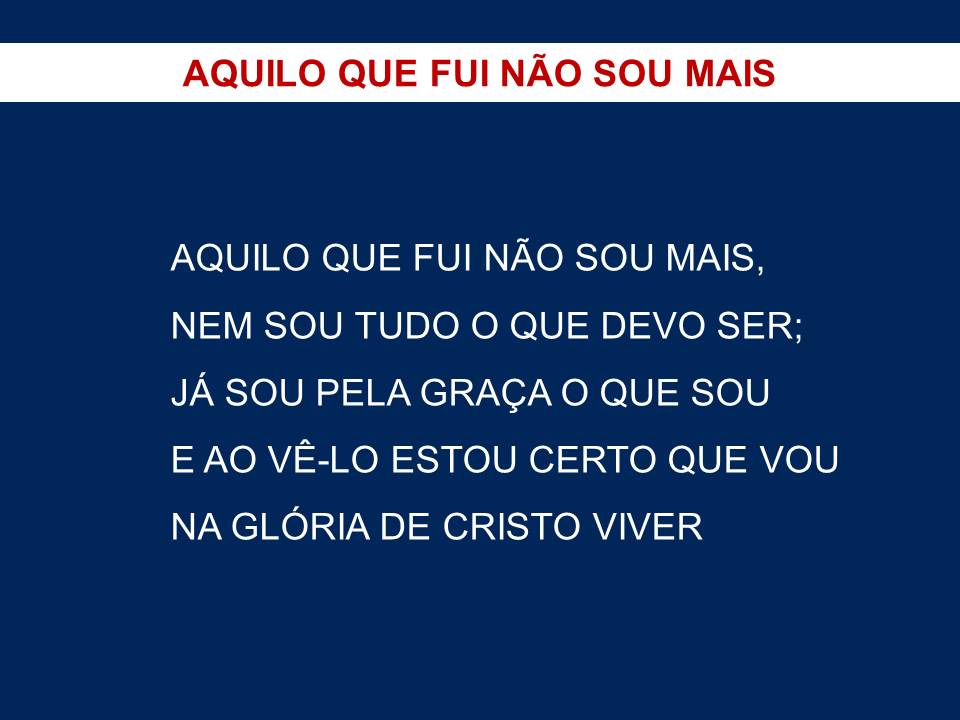 AQUILO QUE FUI NÃO SOU MAIS
AQUILO QUE FUI NÃO SOU MAIS,
NEM SOU TUDO O QUE DEVO SER;
JÁ SOU PELA GRAÇA O QUE SOU
E AO VÊ-LO ESTOU CERTO QUE VOU
NA GLÓRIA DE CRISTO VIVER